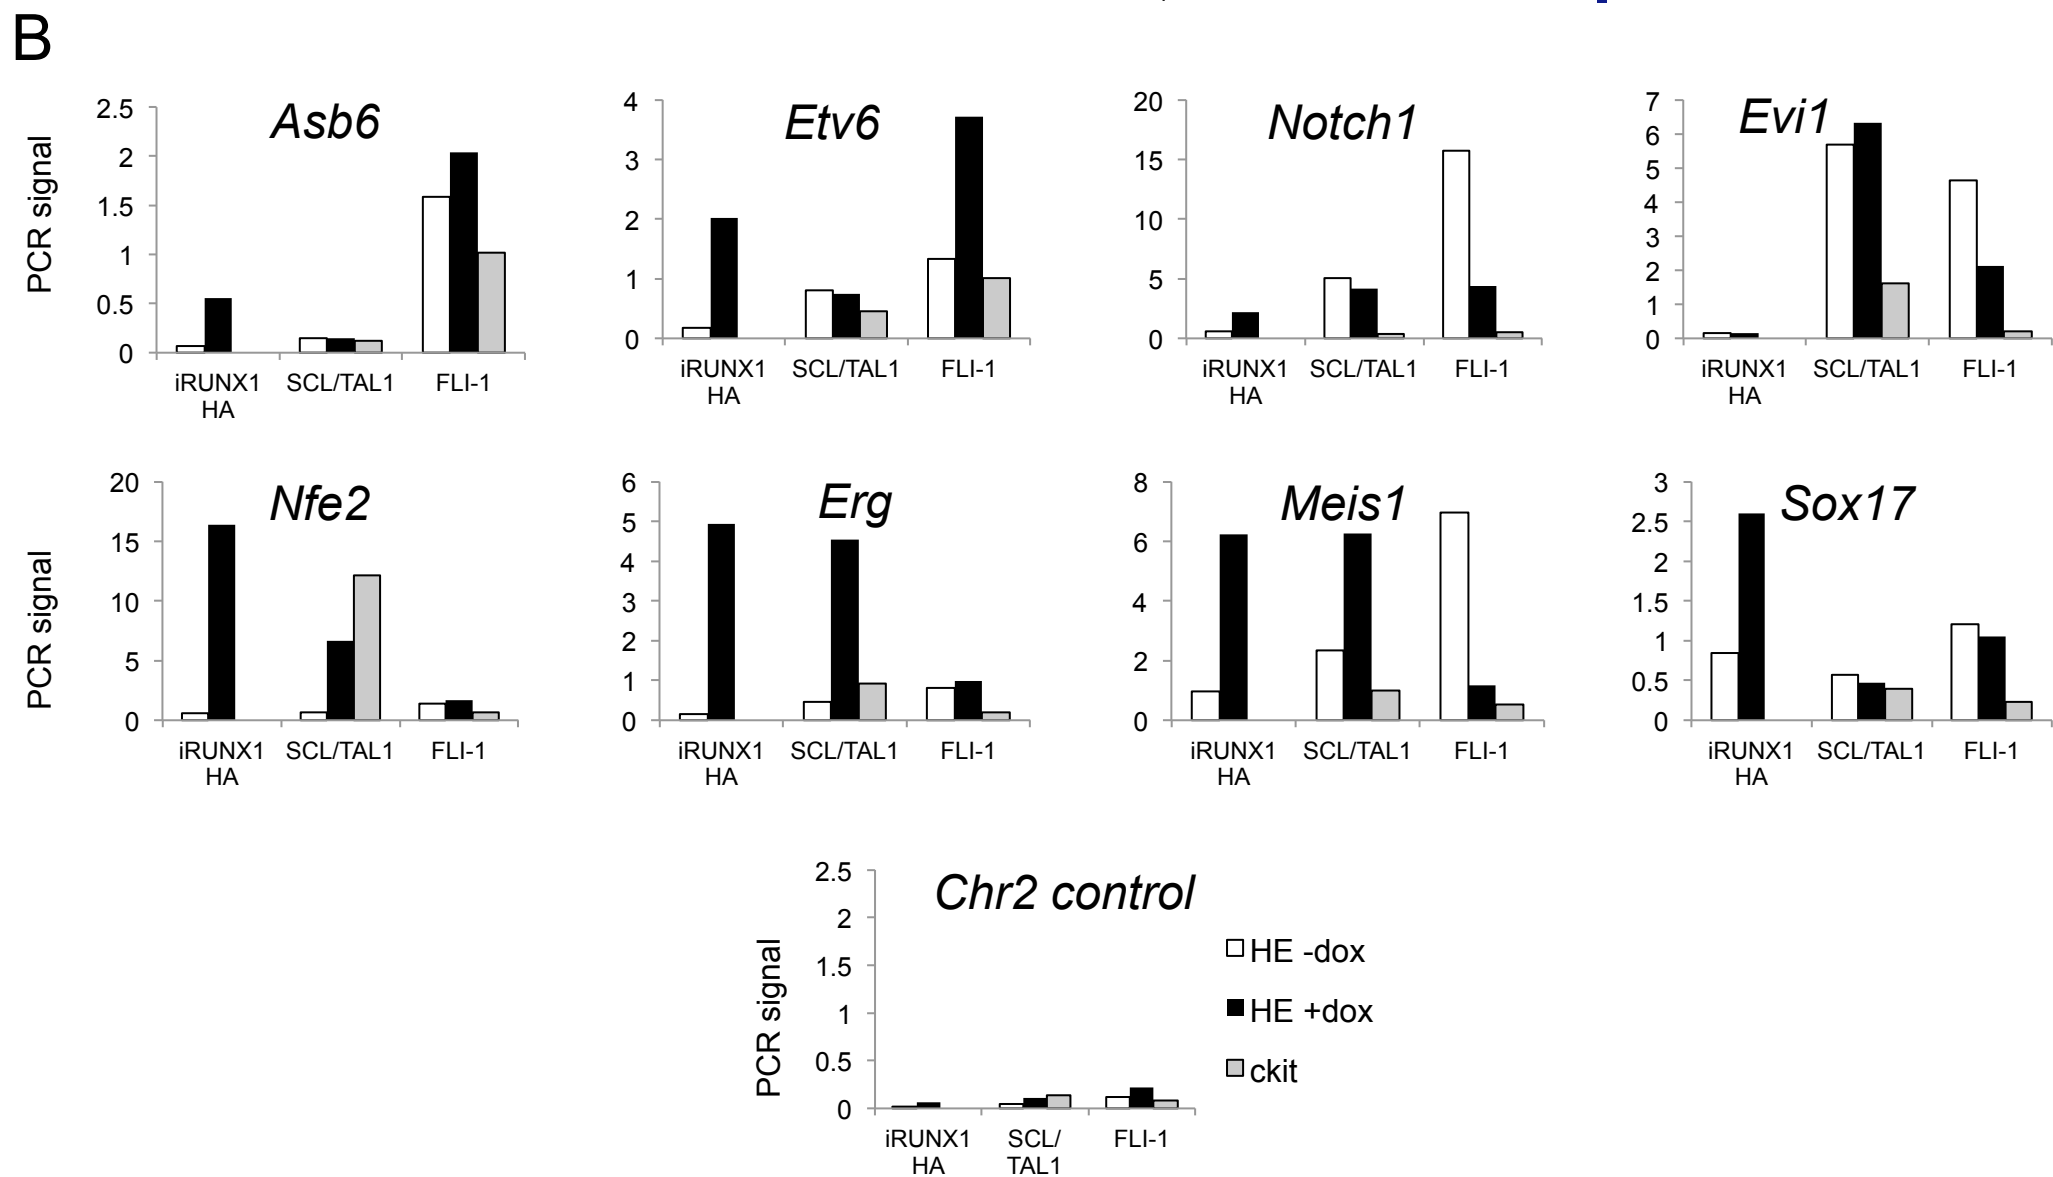 B
Asb6
PCR signal
2.5
2
1.5
1
0.5
0
iRUNX1
HA
SCL/TAL1
FLI-1
Etv6
4
3
2
1
0
iRUNX1
HA
SCL/TAL1
FLI-1
Notch1
20
15
10
5
0
iRUNX1
HA
SCL/TAL1
FLI-1
Evi1
7
6
5
4
3
2
1
0
iRUNX1
HA
SCL/TAL1
FLI-1
Nfe2
PCR signal
20
15
10
5
0
iRUNX1
HA
SCL/TAL1
FLI-1
Erg
6
5
4
3
2
1
0
iRUNX1
HA
SCL/TAL1
FLI-1
Meis1
8
6
4
2
0
iRUNX1
HA
SCL/TAL1
FLI-1
Sox17
3
2.5
2
1.5
1
0.5
0
iRUNX1
HA
SCL/TAL1
FLI-1
Chr2 control
PCR signal
2.5
2
1.5
1
0.5
0
iRUNX1
HA
SCL/
TAL1
FLI-1
HE -dox
HE +dox
ckit